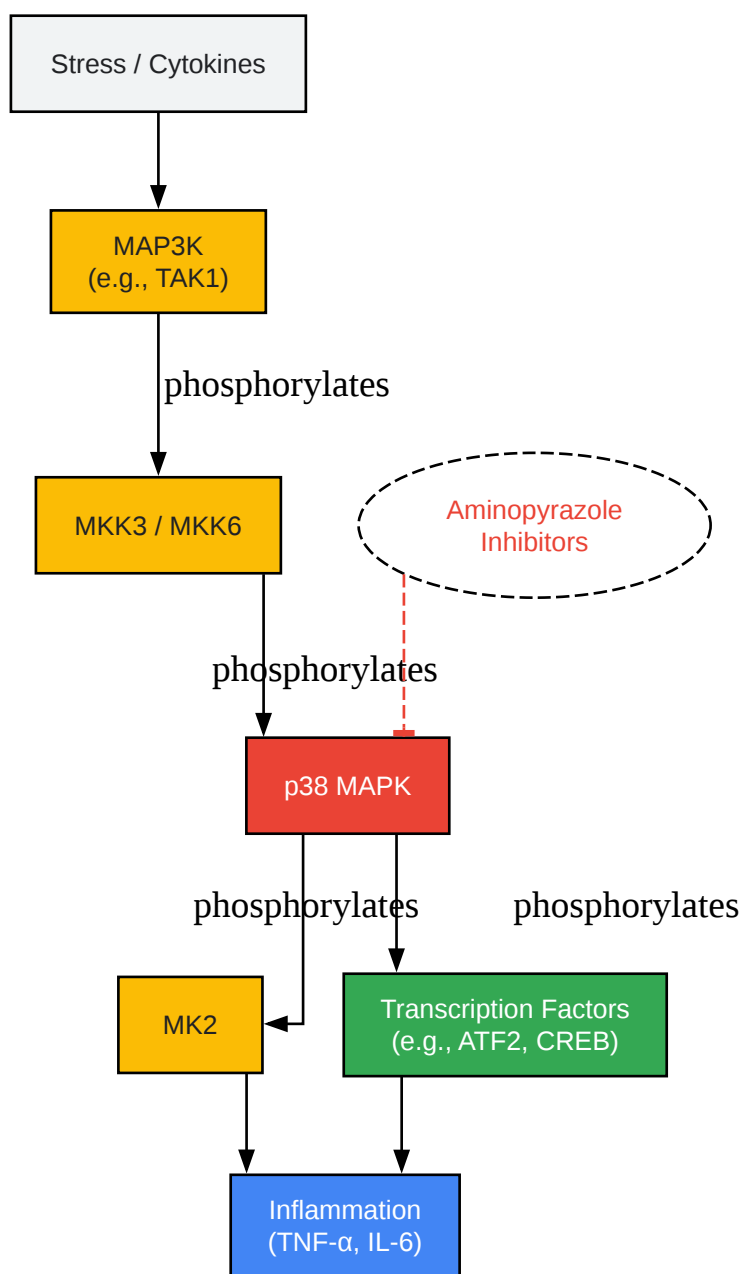 Stress / Cytokines
MAP3K
(e.g., TAK1)
phosphorylates
MKK3 / MKK6
Aminopyrazole
Inhibitors
phosphorylates
p38 MAPK
phosphorylates
phosphorylates
MK2
Transcription Factors
(e.g., ATF2, CREB)
Inflammation
(TNF-α, IL-6)